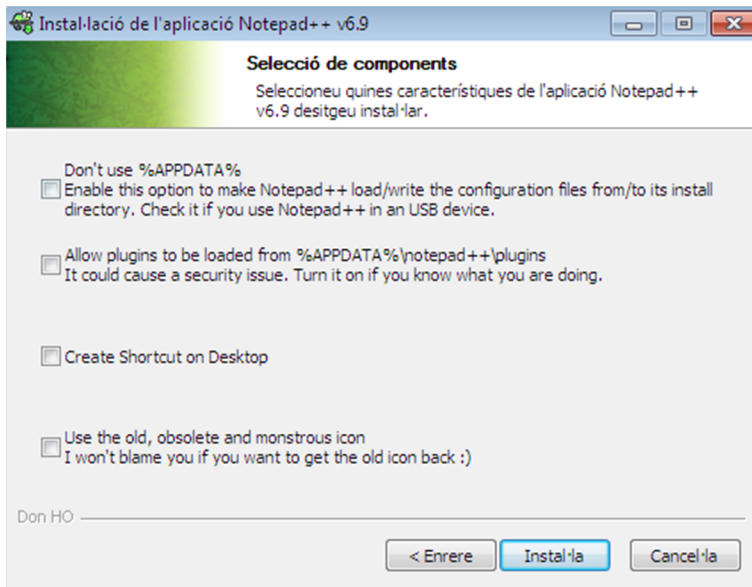 Instal·lació de l'aplicació Notepad++ v6.9
Selecció de components
Seleccioneu quines característiques de l'aplicació Notepad++
v6.9 desitgeu instal·lar.
Don't use %APPDATA%
Enable this option to make Notepad++ load/write the configuration files from/to its install
directory. Check it if you use Notepad++ in an USB device.
Allow plugins to be loaded from %APPDATA%\notepad++\plugins
It could cause a security issue. Turn it on if you know what you are doing.
Create Shortcut on Desktop
Use the old, obsolete and monstrous icon
I won't blame you if you want to get the old icon back :)
Don HO
< Enrere
Instal·la
Cancel·la